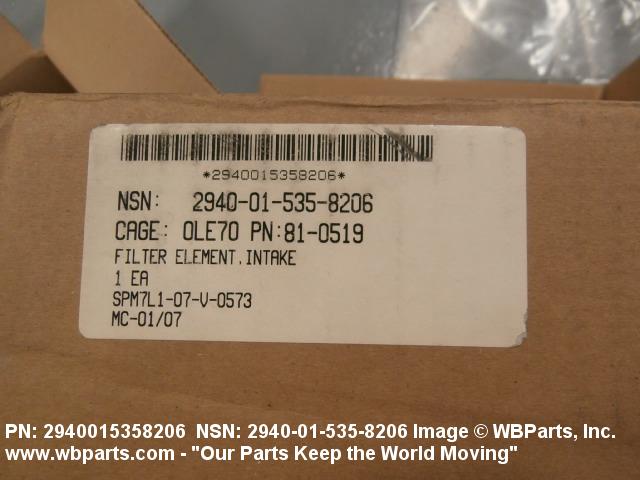 *2940015358206*
NSN: 2940-01-535-8206
CAGE: 0LE70 PN:81-0519
FILTER ELEMENT,INTAKE
1 EA
SPM7L1-07-V-0573
MC-01/07
PN: 2940015358206 NSN: 2940-01-535-8206 Image © WBParts, Inc.
www.wbparts.com - "Our Parts Keep the World Moving"